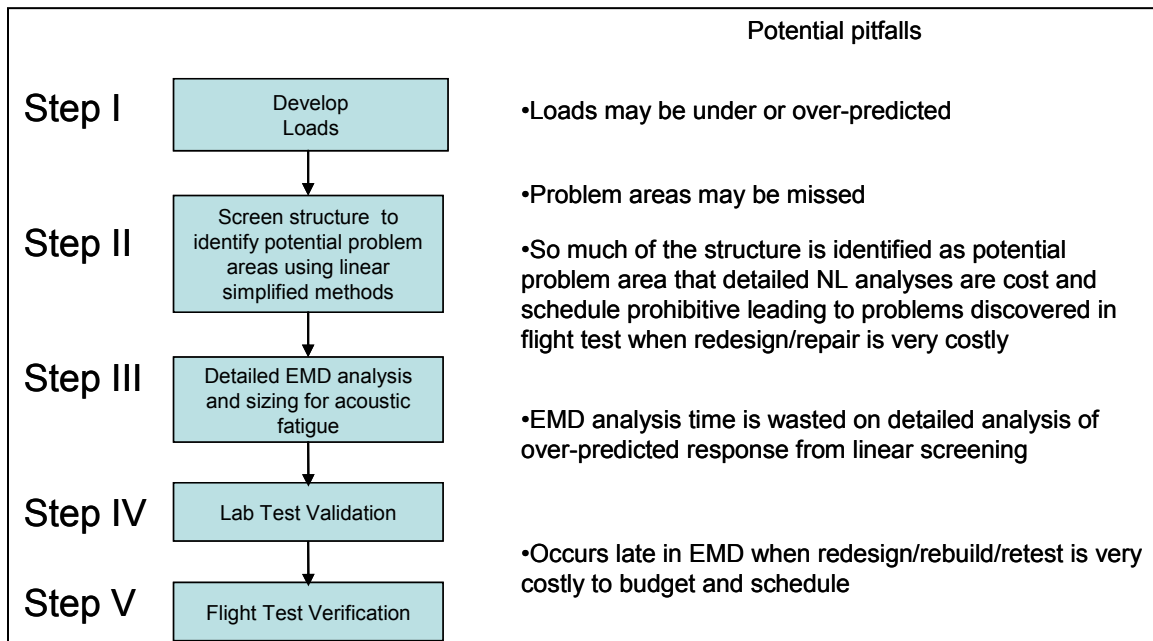 Potential pitfalls
Step I
Develop
Loads
•Loads may be under or over-predicted
Step II
Screen structure to
identify potential problem
areas using linear
simplified methods
•Problem areas may be missed
•So much of the structure is identified as potential
problem area that detailed NL analyses are cost and
schedule prohibitive leading to problems discovered in
flight test when redesign/repair is very costly
Step III
Detailed EMD analysis
and sizing for acoustic
fatigue
•EMD analysis time is wasted on detailed analysis of
over-predicted response from linear screening
Step IV
Lab Test Validation
•Occurs late in EMD when redesign/rebuild/retest is very
costly to budget and schedule
Step V
Flight Test Verification